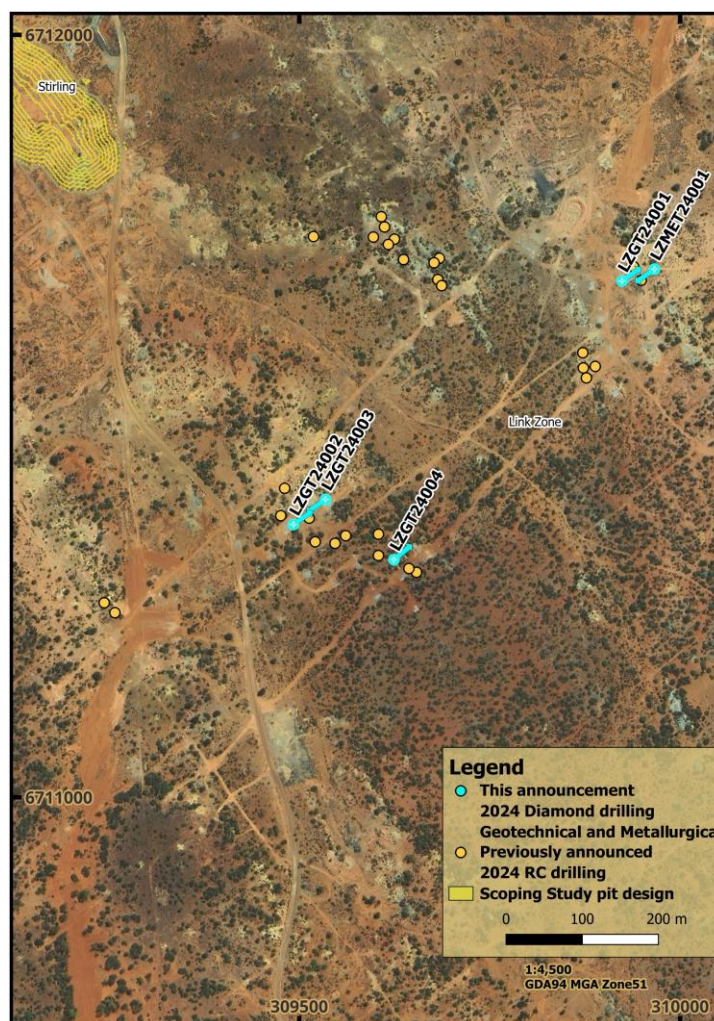 6712000
Stirling
LZGT24001
LZMET24001
Link Zone
LZGT24002
LZGT24003
LZGT24004
6711000
Legend
This announcement
2024 Diamond drilling
Geotechnical and Metallurgica
Previously announced
2024 RC drilling
Scoping Study pit design
0 100 200 m
1:4,500
GDA94 MGA Zone51
309500
310000